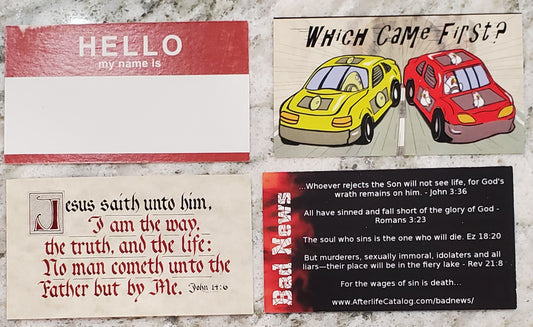 HELLO
my name is
Which Came First?
Jesus saith unto him,
I am the way,
the truth, and the life:
No man cometh unto the
Father but by Me. John 14:6
Bad News
...Whoever rejects the Son will not see life, for God's
wrath remains on him. - John 3:36
All have sinned and fall short of the glory of God -
Romans 3:23
The soul who sins is the one who will die. Ez 18:20
But murderers, sexually immoral, idolaters and all
liars—their place will be in the fiery lake - Rev 21:8
For the wages of sin is death...
www.AfterlifeCatalog.com/badnews/